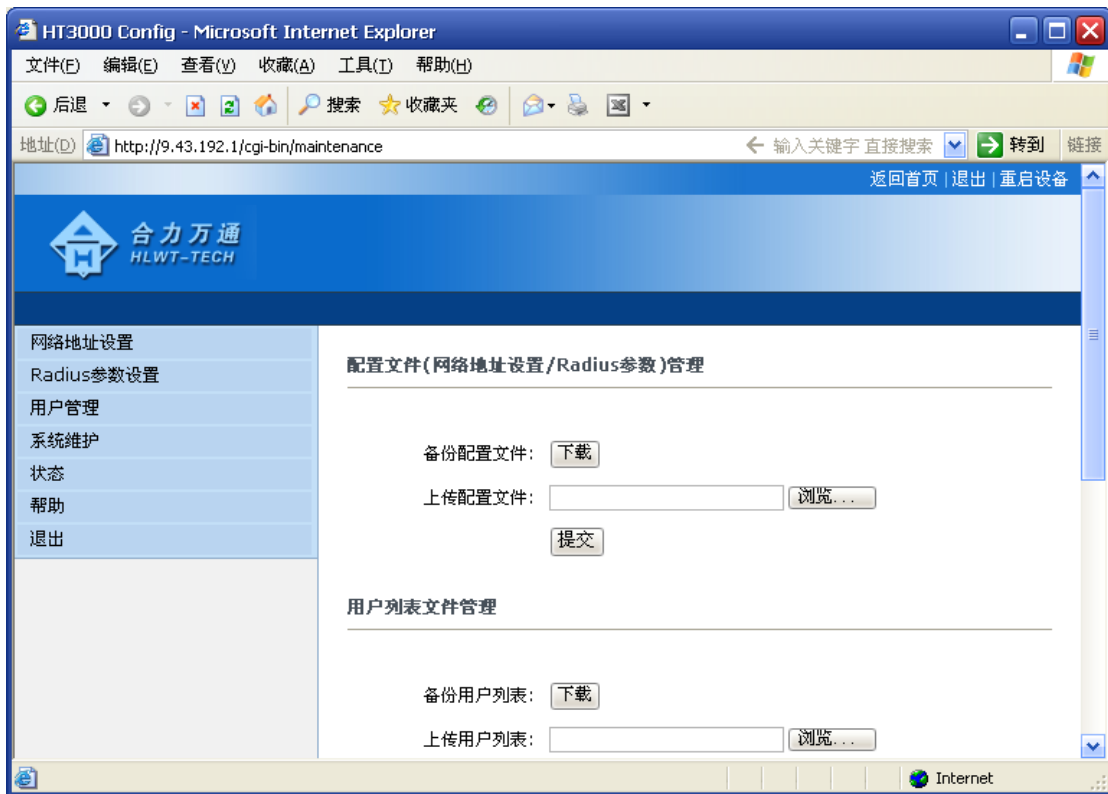 HT3000 Config - Microsoft Internet Explorer
文件(F) 编辑(E) 查看(V) 收藏(A) 工具(T) 帮助(H)
后退 搜索 收藏夹
地址(D) http://9.43.192.1/cgi-bin/maintenance 输入关键字 直接搜索 转到 链接
返回首页 | 退出 | 重启设备
合力万通
HLWT-TECH
网络地址设置
Radius参数设置
用户管理
系统维护
状态
帮助
退出
配置文件(网络地址设置/Radius参数)管理
备份配置文件: 下载
上传配置文件: 浏览...
提交
用户列表文件管理
备份用户列表: 下载
上传用户列表: 浏览...
Internet